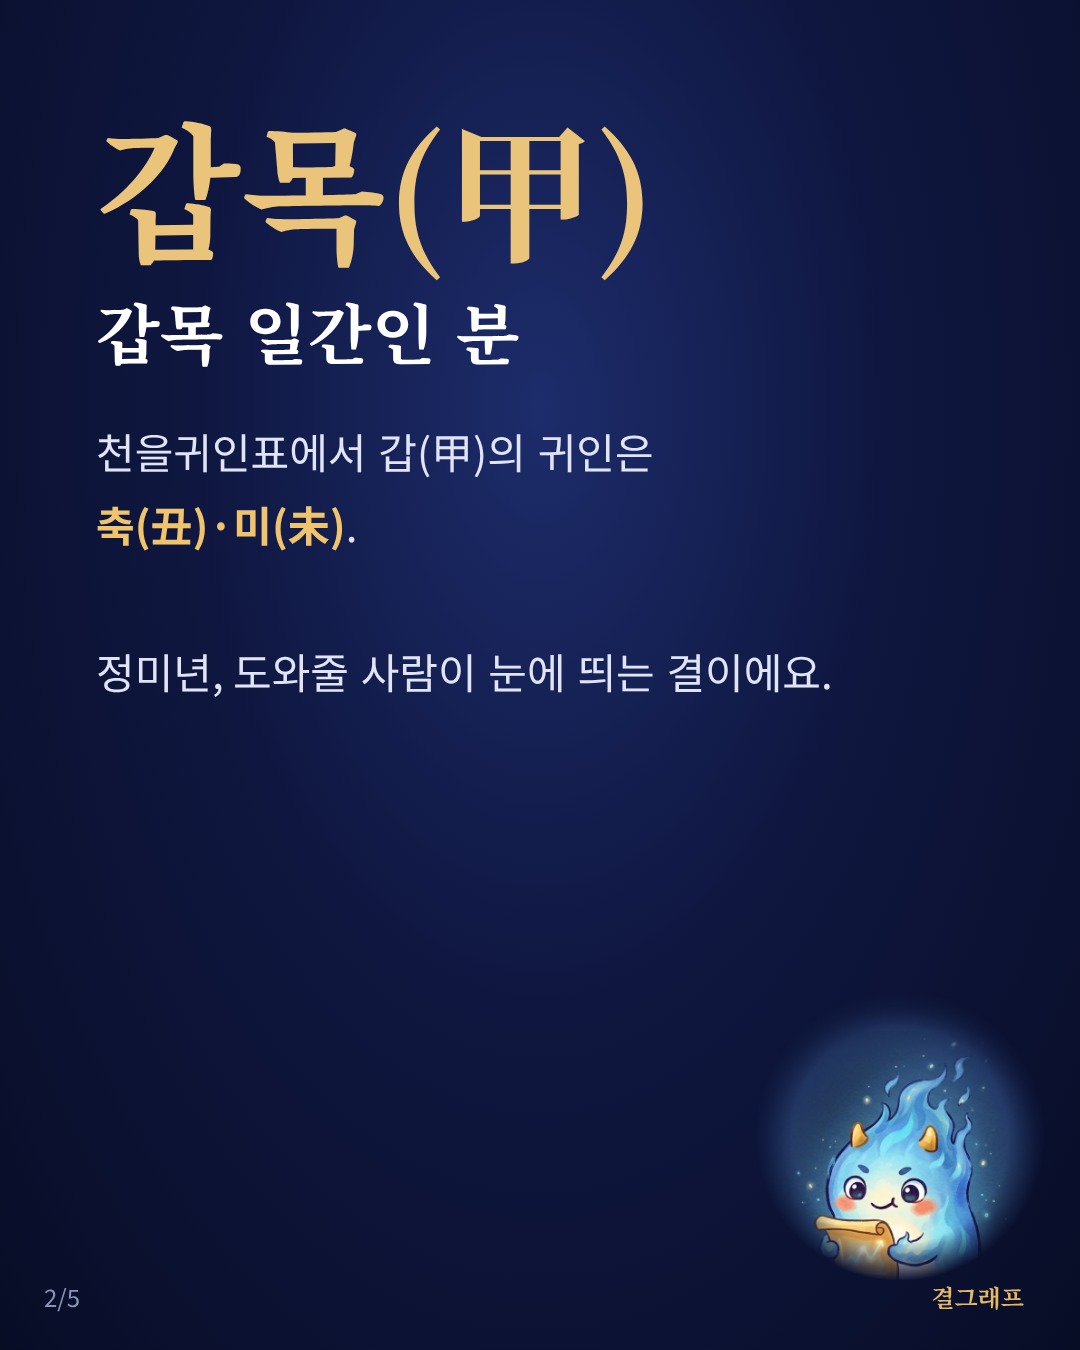 갑목(甲)
갑목 일간인 분
천을귀인표에서 갑(甲)의 귀인은
축(丑)·미(未).
정미년, 도와줄 사람이 눈에 띄는 결이에요.
2/5
결그래프